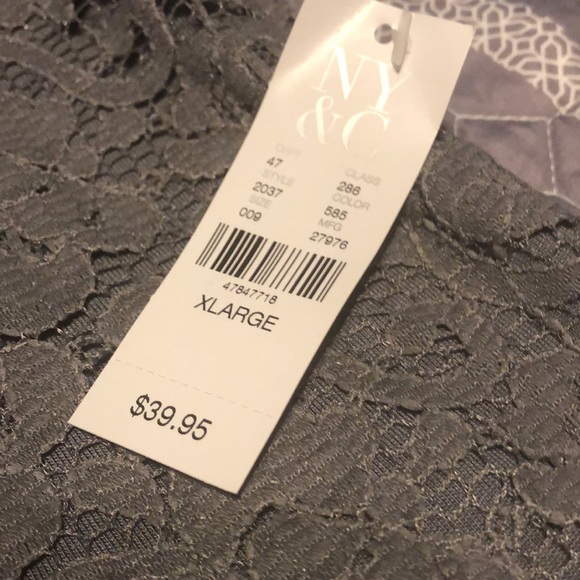 NY
&C
DEPT CLASS
47 286
STYLE COLOR
2037 585
SIZE MFG
009 27976
47847718
XLARGE
$39.95